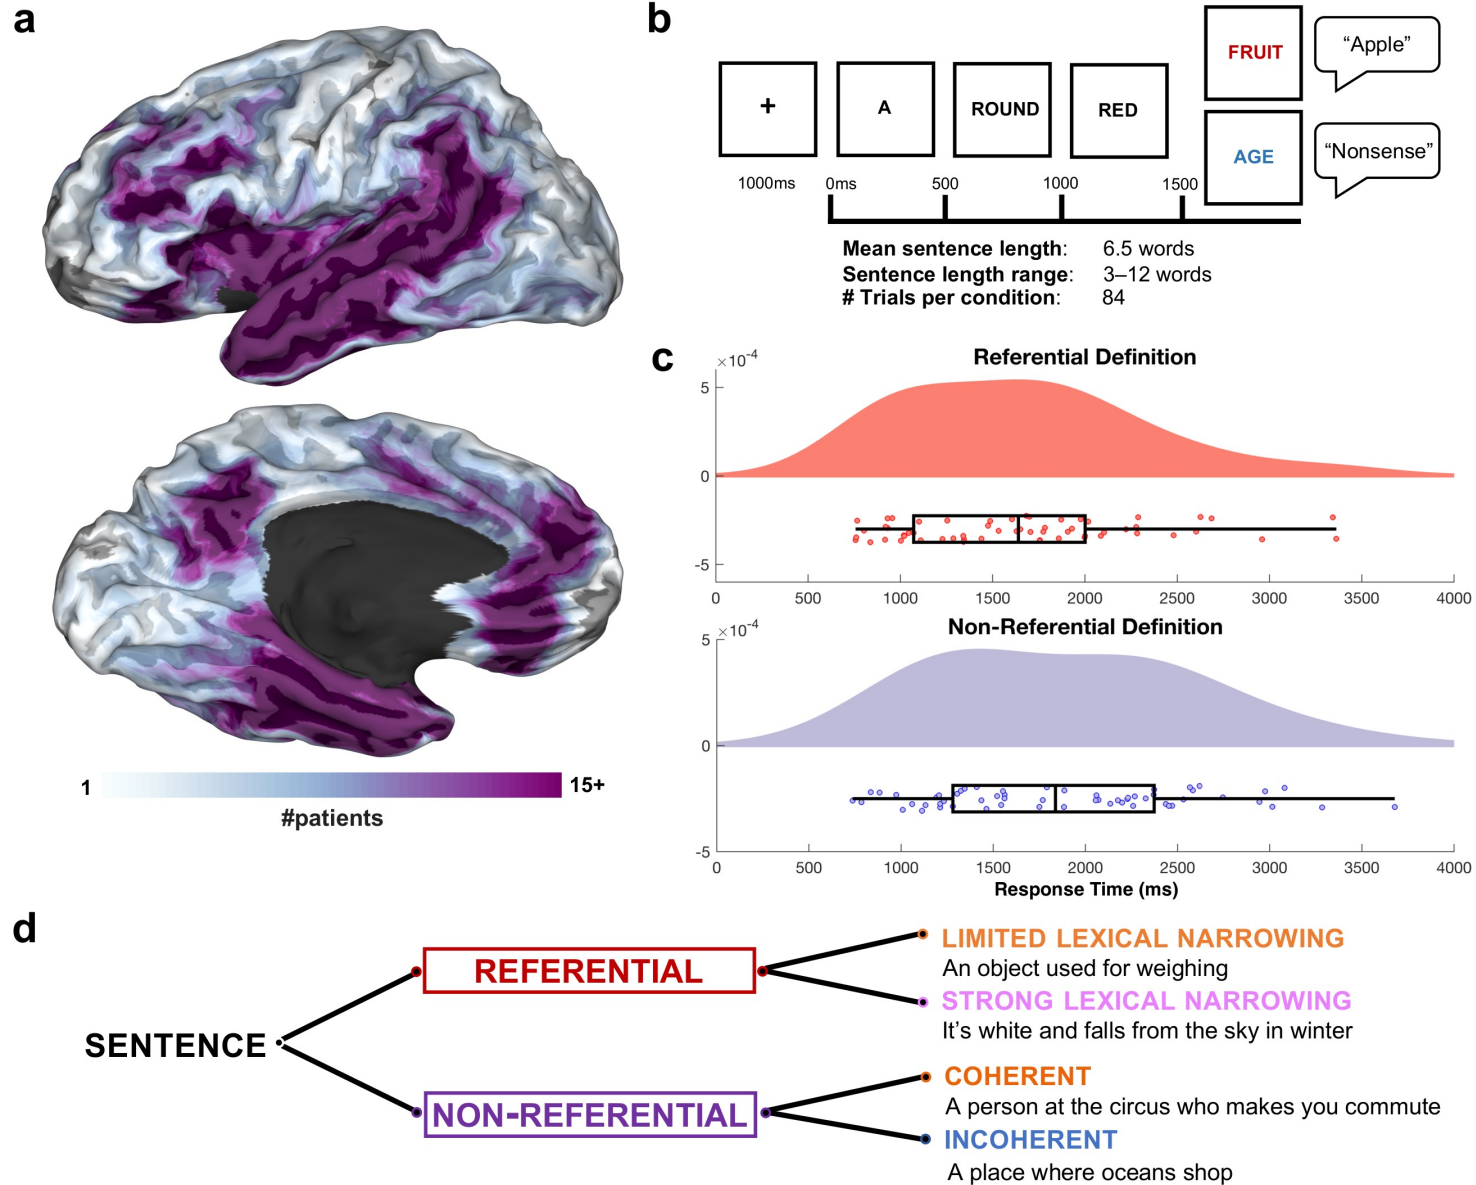 a
1
15+
#patients
b
+
A
ROUND
RED
FRUIT
“Apple”
AGE
“Nonsense”
1000ms
0ms
500
1000
1500
Mean sentence length: 6.5 words
Sentence length range: 3–12 words
# Trials per condition: 84
c
Referential Definition
×10⁻⁴
5
0
-5
0 500 1000 1500 2000 2500 3000 3500 4000
Non-Referential Definition
×10⁻⁴
5
0
-5
0 500 1000 1500 2000 2500 3000 3500 4000
Response Time (ms)
d
SENTENCE
REFERENTIAL
LIMITED LEXICAL NARROWING
An object used for weighing
STRONG LEXICAL NARROWING
It’s white and falls from the sky in winter
NON-REFERENTIAL
COHERENT
A person at the circus who makes you commute
INCOHERENT
A place where oceans shop